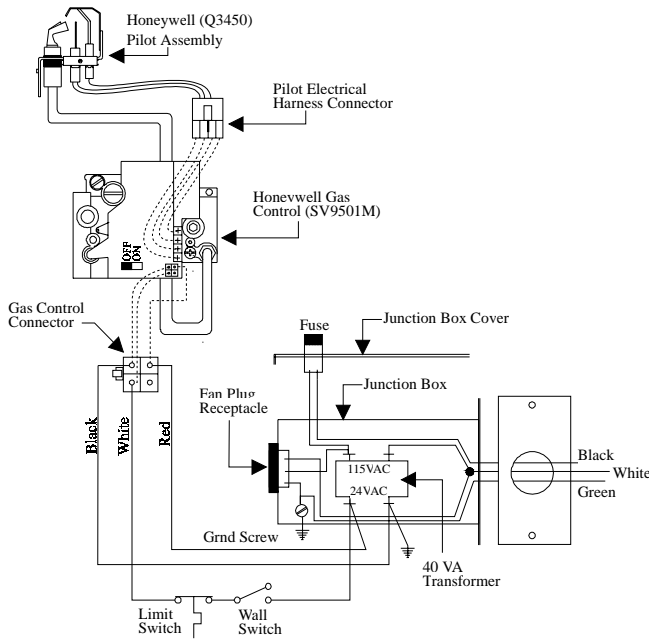 Honeywell (Q3450)
Pilot Assembly
Pilot Electrical
Harness Connector
Honevwell Gas
Control (SV9501M)
OFF
ON
Gas Control
Connector
Fuse
Junction Box Cover
Junction Box
Fan Plug
Receptacle
Black
White
Red
115VAC
24VAC
Black
White
Green
Grnd Screw
40 VA
Transformer
Limit
Switch
Wall
Switch